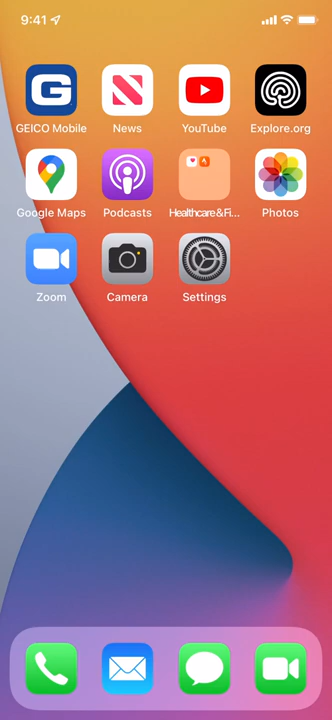 9:41
GEICO Mobile
News
YouTube
Explore.org
Google Maps
Podcasts
Healthcare & Fi...
Photos
Zoom
Camera
Settings